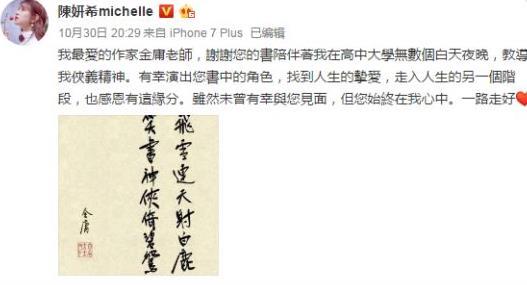 陳妍希michelle
10月30日 20:29 来自 iPhone 7 Plus 已编辑
我最愛的作家金庸老師，謝謝您的書陪伴著我在高中大學無數個白天夜晚，教導
我俠義精神。有幸演出您書中的角色，找到人生的摯愛，走入人生的另一個階
段，也感恩有這緣分。雖然未曾有幸與您見面，但您始終在我心中。一路走好❤
飛雪連天射白鹿
笑書神俠倚碧鴛
金庸